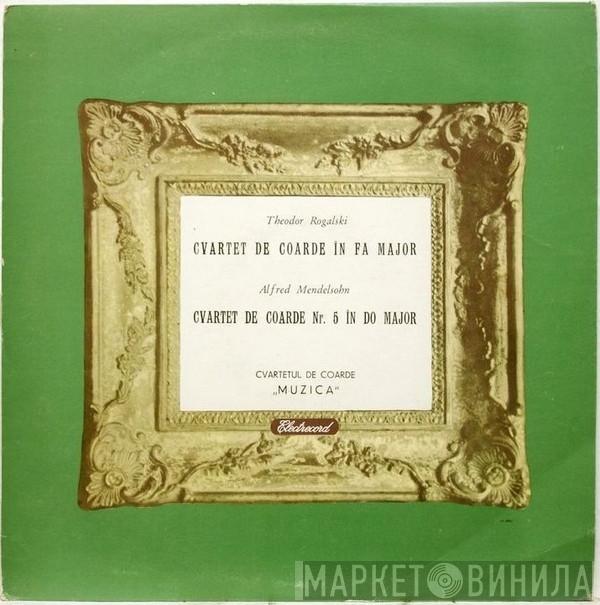 Theodor Rogalski
CVARTET DE COARDE ÎN FA MAJOR
Alfred Mendelsohn
CVARTET DE COARDE Nr. 5 ÎN DO MAJOR
CVARTETUL DE COARDE
„MUZICA“
Electrecord
МАРКЕТ ВИНИЛА